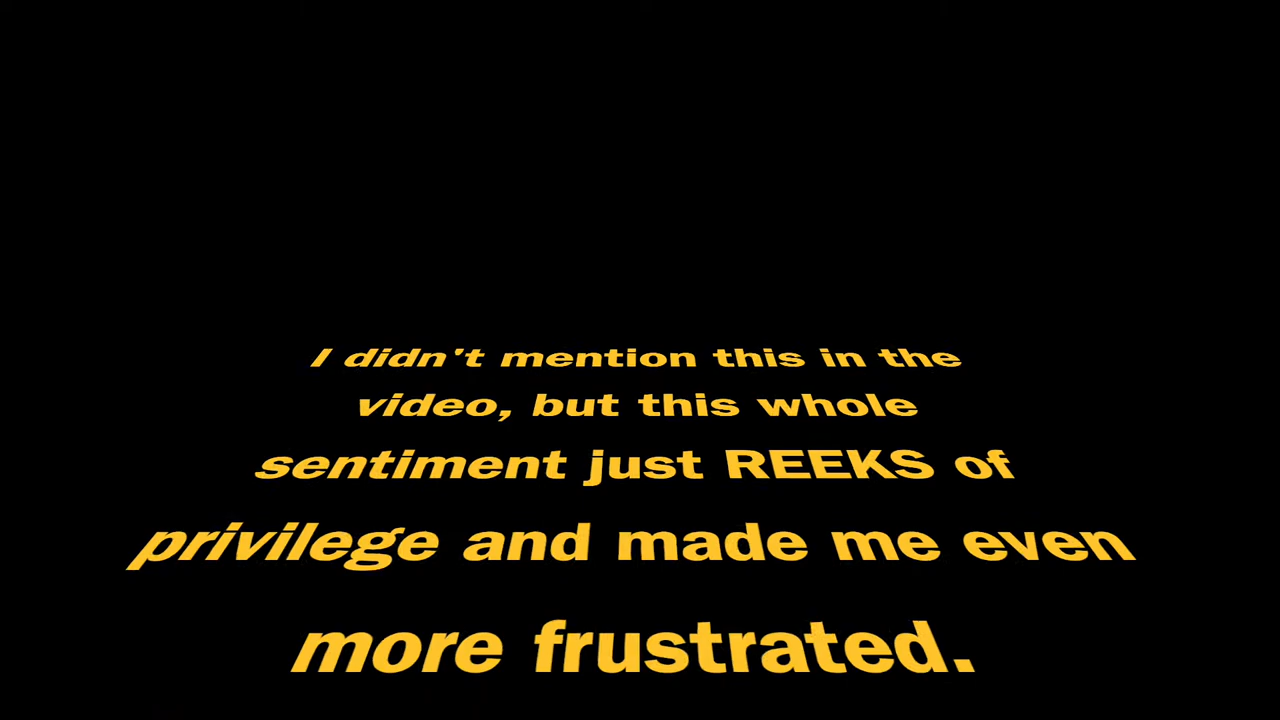 I didn't mention this in the
video, but this whole
sentiment just REEKS of
privilege and made me even
more frustrated.